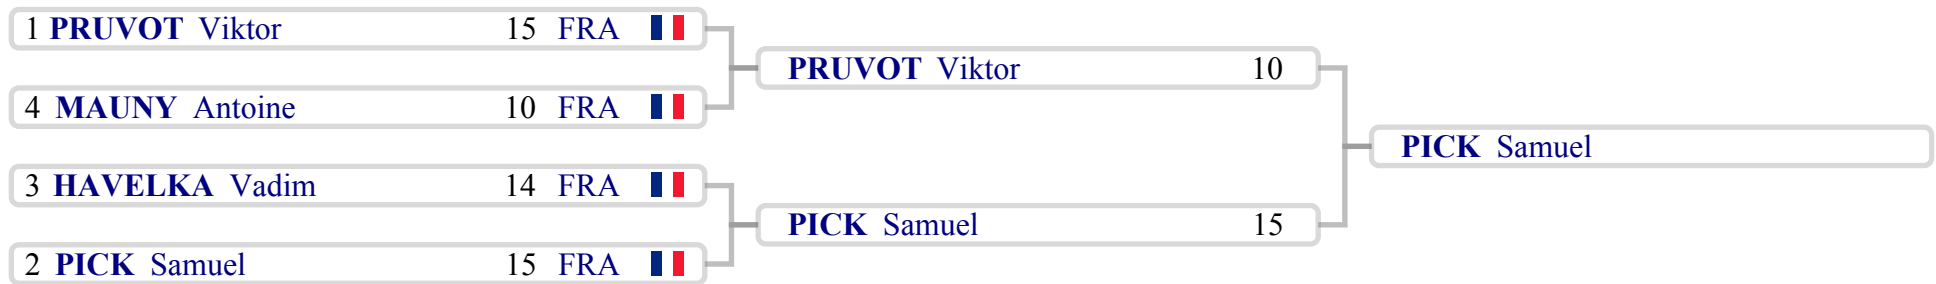 1 PRUVOT Viktor 15 FRA
4 MAUNY Antoine 10 FRA
3 HAVELKA Vadim 14 FRA
2 PICK Samuel 15 FRA
PRUVOT Viktor 10
PICK Samuel 15
PICK Samuel